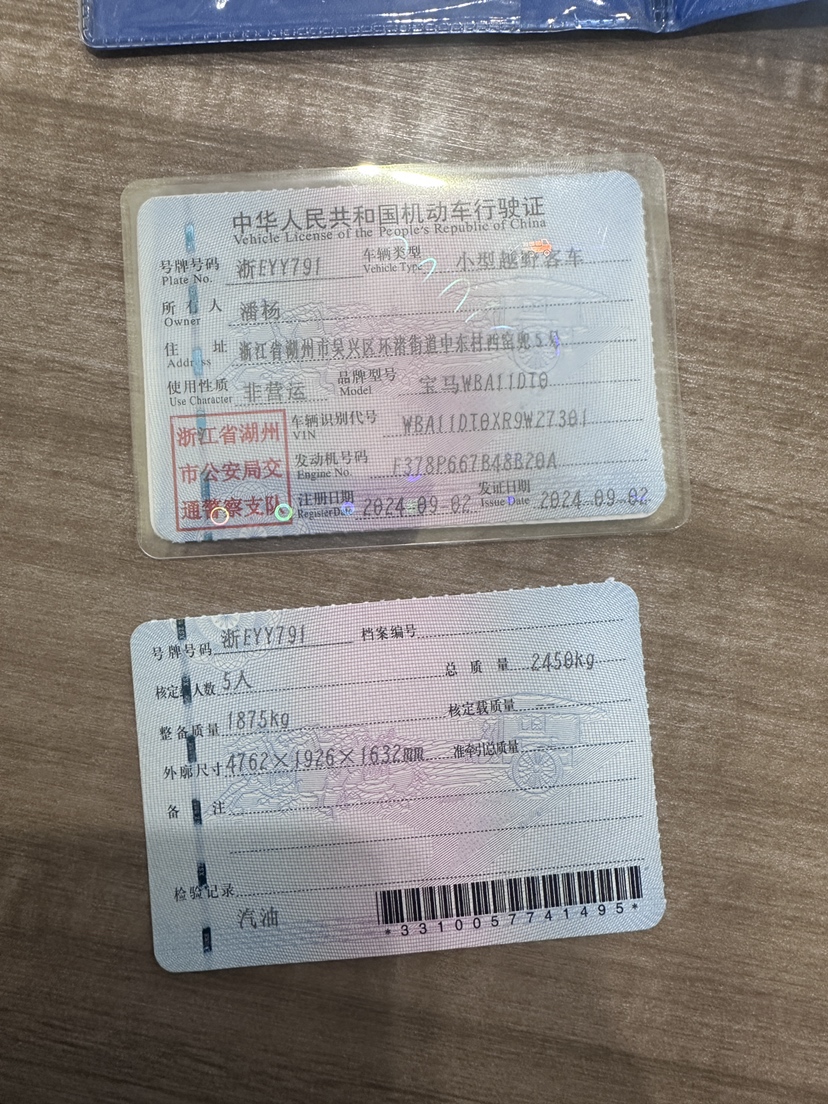 中华人民共和国机动车行驶证
Vehicle License of the People's Republic of China
号牌号码 浙EYY791 车辆类型 小型越野客车
Plate No. Vehicle Type
所有人 潘杨
Owner
住址 浙江省湖州市吴兴区环渚街道中东村西窑兜5号
Address
使用性质 非营运 品牌型号 宝马WBA11DT0
Use Character Model
浙江省湖州
市公安局交
通警察支队
车辆识别代号 WBA11DT0XR9W27301
VIN
发动机号码 F378P667B48B20A
Engine No.
注册日期 2024-09-02 发证日期 2024-09-02
Register Date Issue Date
号牌号码 浙EYY791 档案编号
核定载人数 5人 总质量 2450kg
整备质量 1875kg 核定载质量 --
外廓尺寸 4762×1926×1632mm 准牵引总质量 --
备注
检验记录
汽油
*3310057741495*